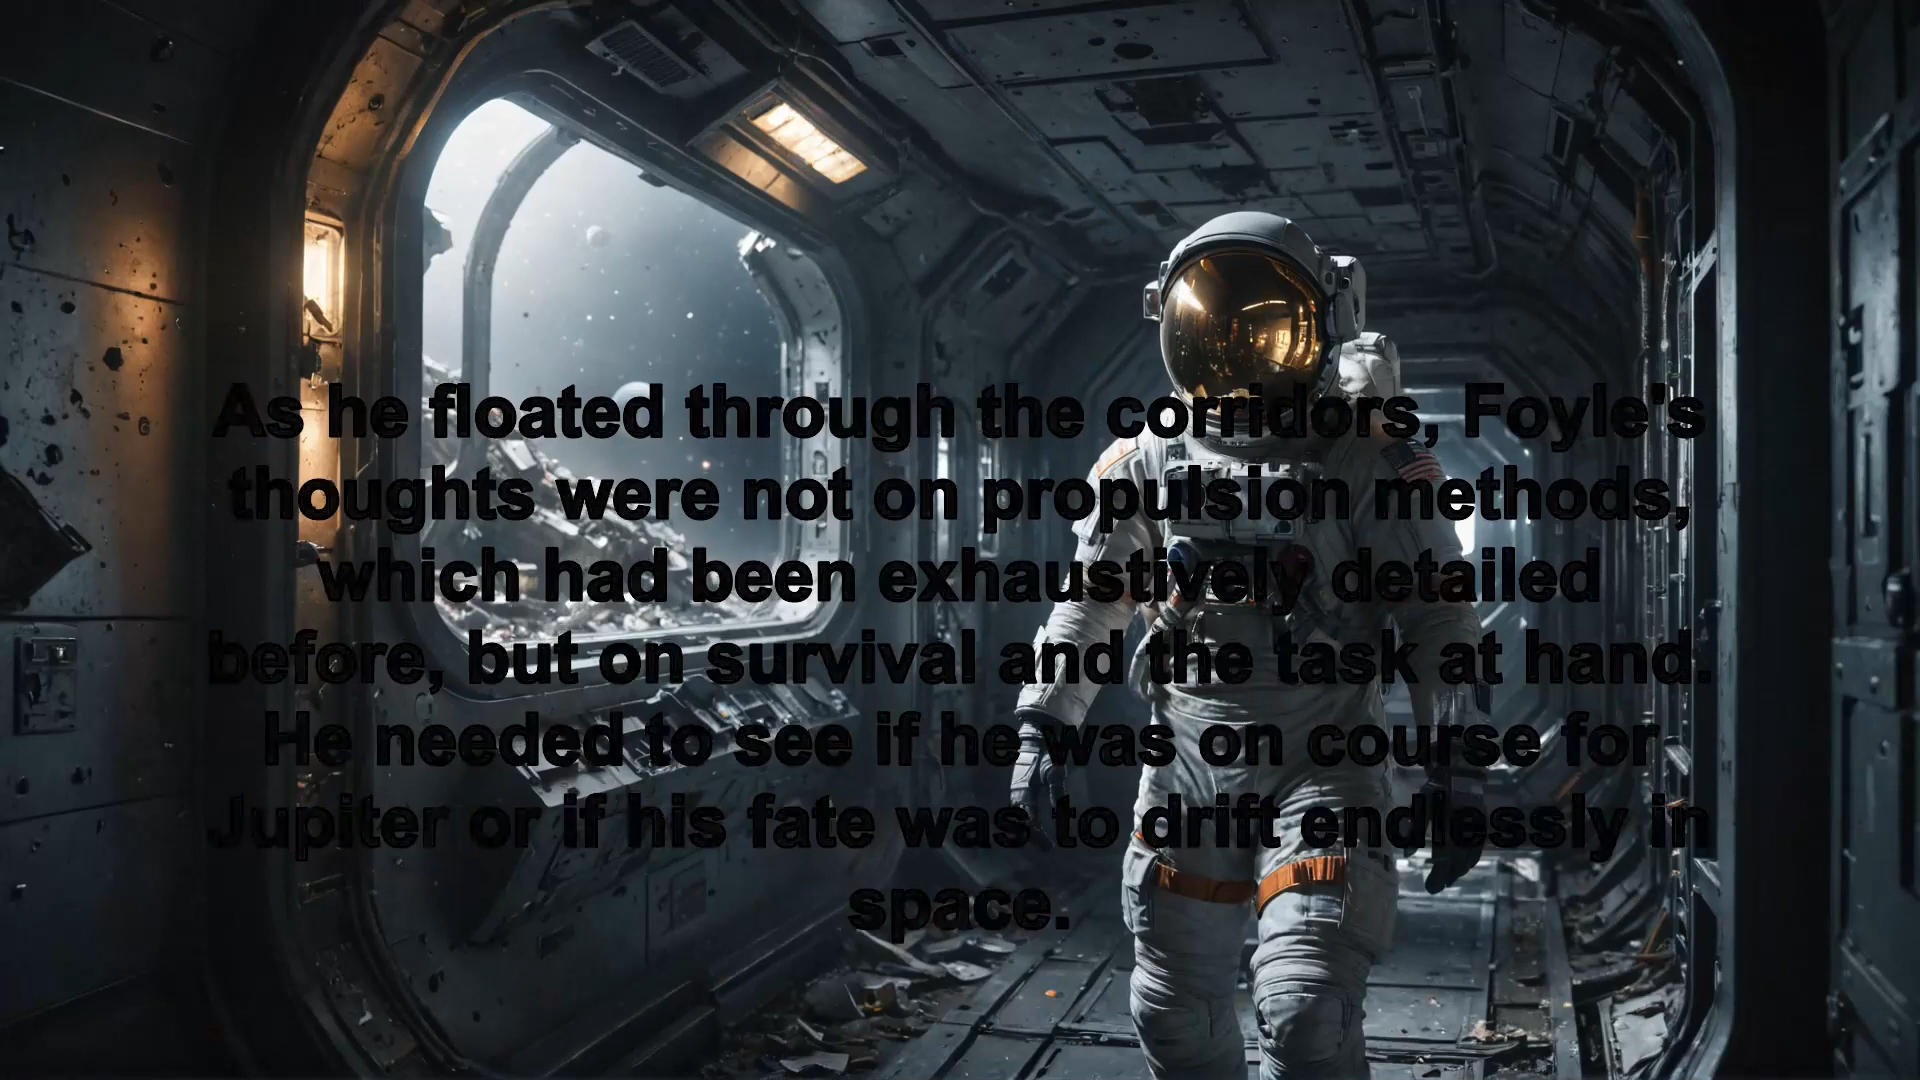 As he floated through the corridors, Foyle's
thoughts were not on propulsion methods,
which had been exhaustively detailed
before, but on survival and the task at hand.
He needed to see if he was on course for
Jupiter or if his fate was to drift endlessly in
space.